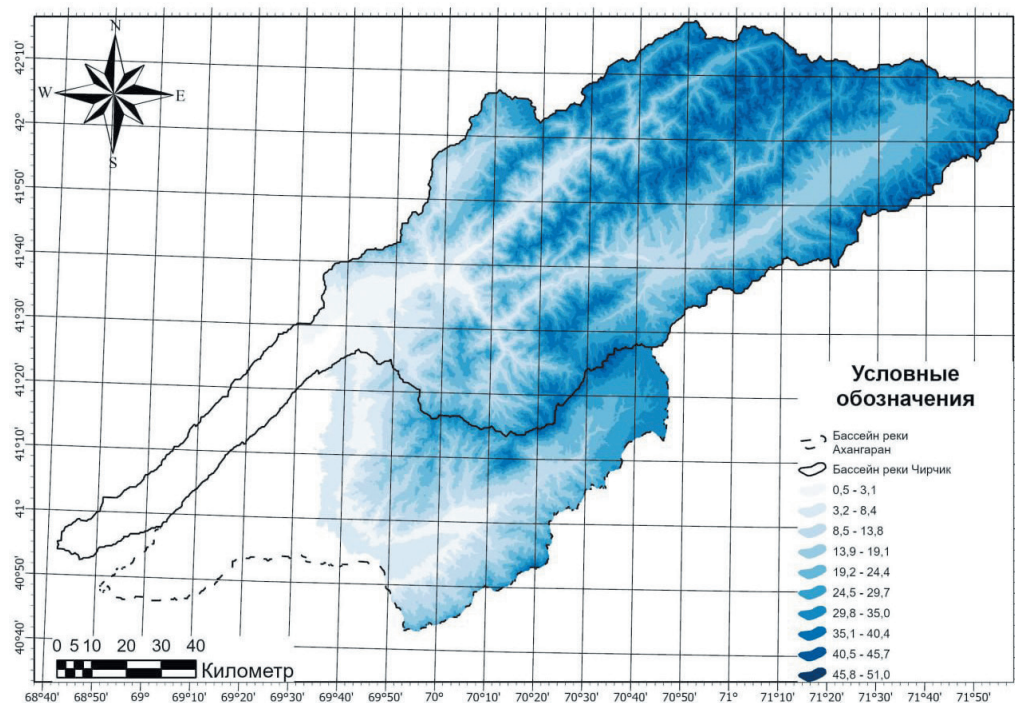 N
W
E
S
42°10'
42°
41°50'
41°40'
41°30'
41°20'
41°10'
41°
40°50'
40°40'
Условные
обозначения
Бассейн реки
Ахангаран
Бассейн реки Чирчик
0,5 - 3,1
3,2 - 8,4
8,5 - 13,8
13,9 - 19,1
19,2 - 24,4
24,5 - 29,7
29,8 - 35,0
35,1 - 40,4
40,5 - 45,7
45,8 - 51,0
0 5 10 20 30 40
Километр
68°40' 68°50' 69° 69°10' 69°20' 69°30' 69°40' 69°50' 70° 70°10' 70°20' 70°30' 70°40' 70°50' 71° 71°10' 71°20' 71°30' 71°40' 71°50'